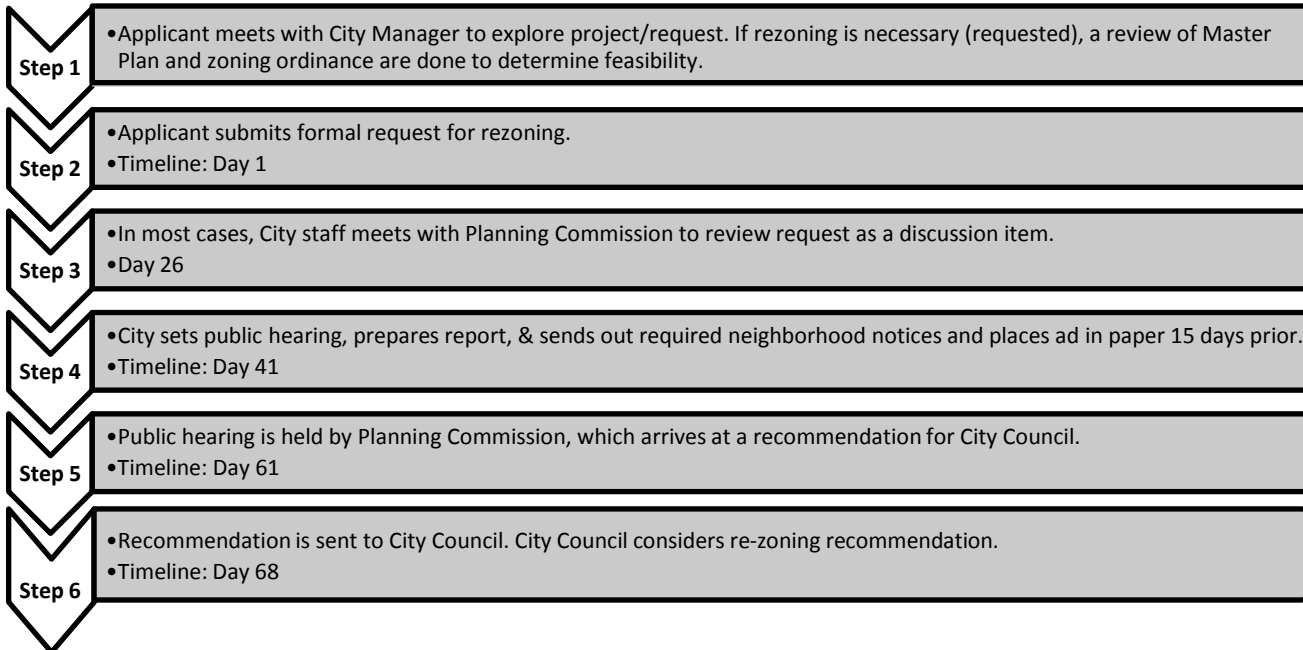 Step 1
•Applicant meets with City Manager to explore project/request. If rezoning is necessary (requested), a review of Master
Plan and zoning ordinance are done to determine feasibility.
Step 2
•Applicant submits formal request for rezoning.
•Timeline: Day 1
Step 3
•In most cases, City staff meets with Planning Commission to review request as a discussion item.
•Day 26
Step 4
•City sets public hearing, prepares report, & sends out required neighborhood notices and places ad in paper 15 days prior.
•Timeline: Day 41
Step 5
•Public hearing is held by Planning Commission, which arrives at a recommendation for City Council.
•Timeline: Day 61
Step 6
•Recommendation is sent to City Council. City Council considers re-zoning recommendation.
•Timeline: Day 68